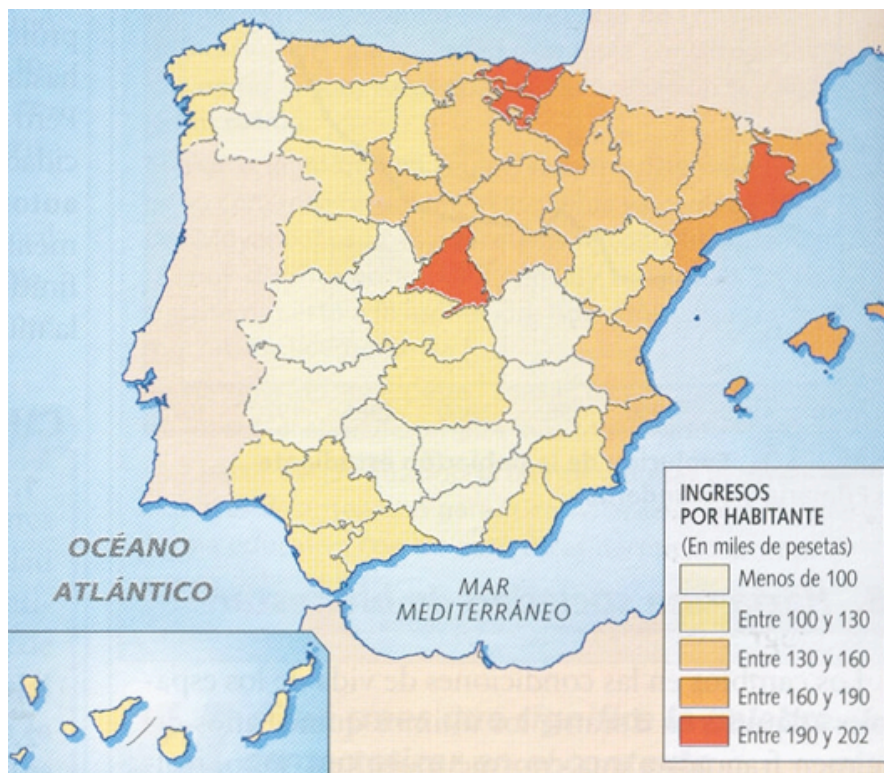 OCÉANO
ATLÁNTICO
MAR
MEDITERRÁNEO
INGRESOS
POR HABITANTE
(En miles de pesetas)
Menos de 100
Entre 100 y 130
Entre 130 y 160
Entre 160 y 190
Entre 190 y 202